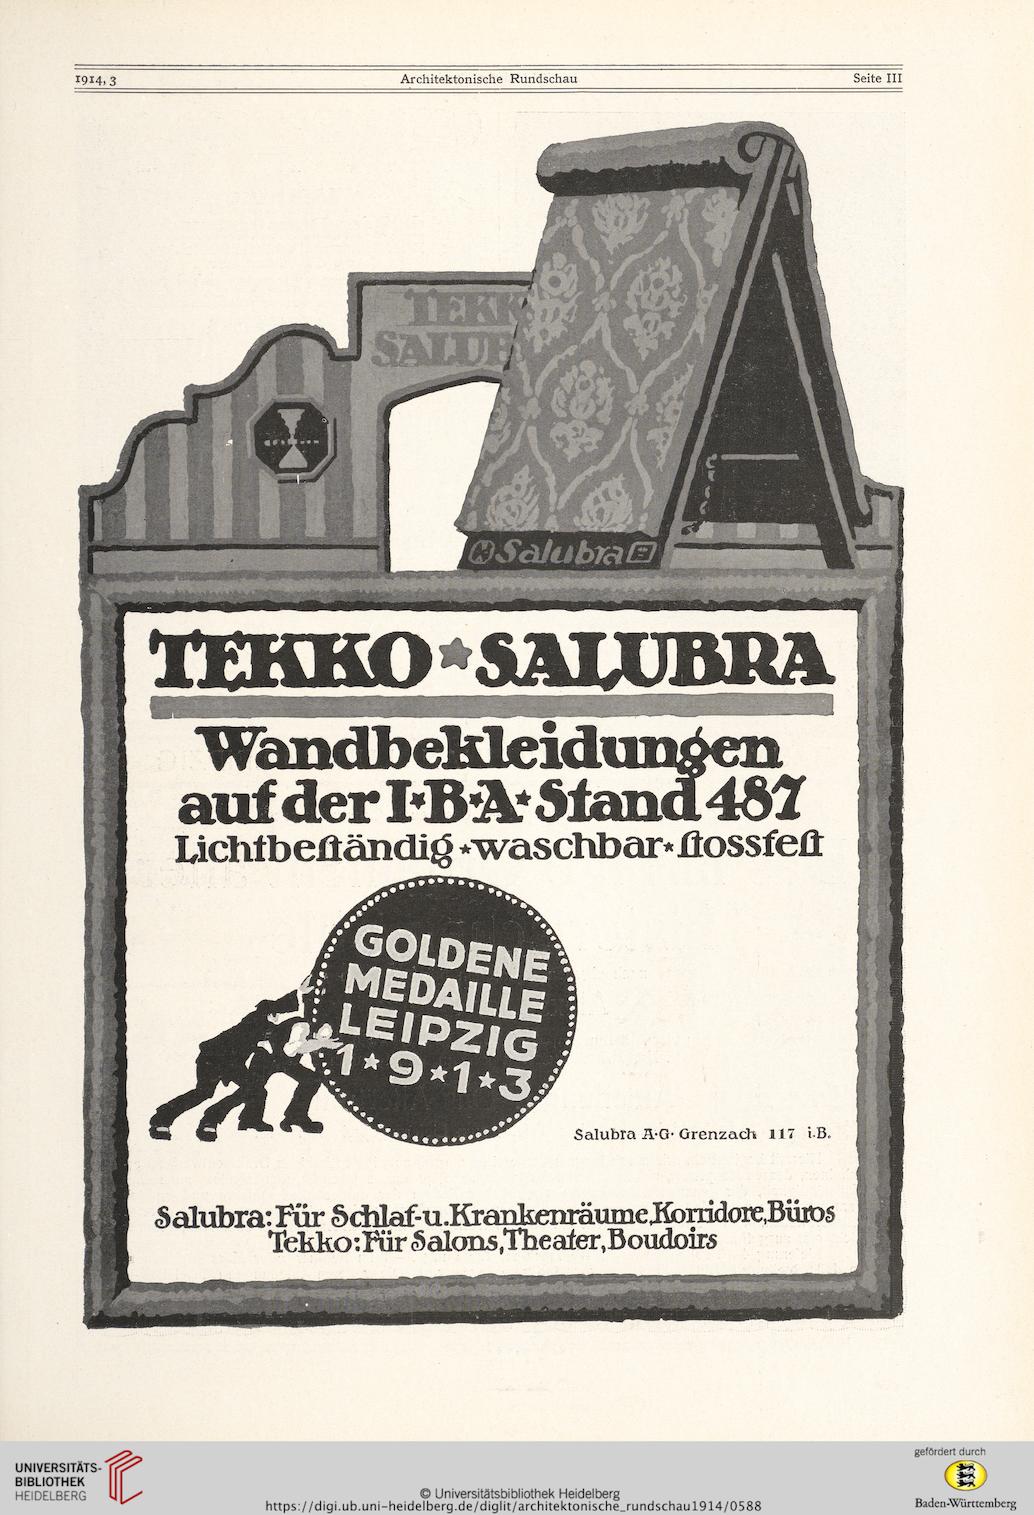 1914, 3 Architektonische Rundschau Seite III
TEKK
SALUB
Salubra
TEKKO * SALUBRA
Wandbekleidungen
auf der I*B*A* Stand 487
Lichtbeständig * waschbar * stossfest
GOLDENE
MEDAILLE
LEIPZIG
1*9*1*3
Salubra A·G· Grenzach 117 i.B.
Salubra: Für Schlaf-u. Krankenräume, Korridore, Büros
Tekko: Für Salons, Theater, Boudoirs
UNIVERSITÄTS-
BIBLIOTHEK
HEIDELBERG
© Universitätsbibliothek Heidelberg
https://digi.ub.uni-heidelberg.de/diglit/architektonische_rundschau1914/0588
gefördert durch
Baden-Württemberg